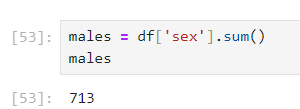 [53]: males = df['sex'].sum()
males
[53]: 713